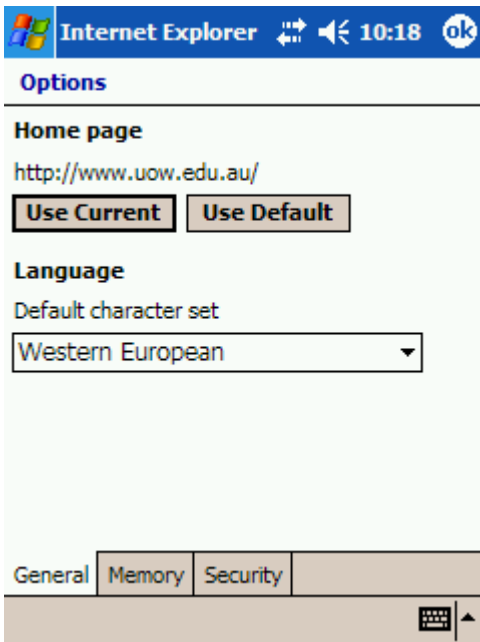 Internet Explorer 10:18 ok
Options
Home page
http://www.uow.edu.au/
Use Current Use Default
Language
Default character set
Western European
General Memory Security